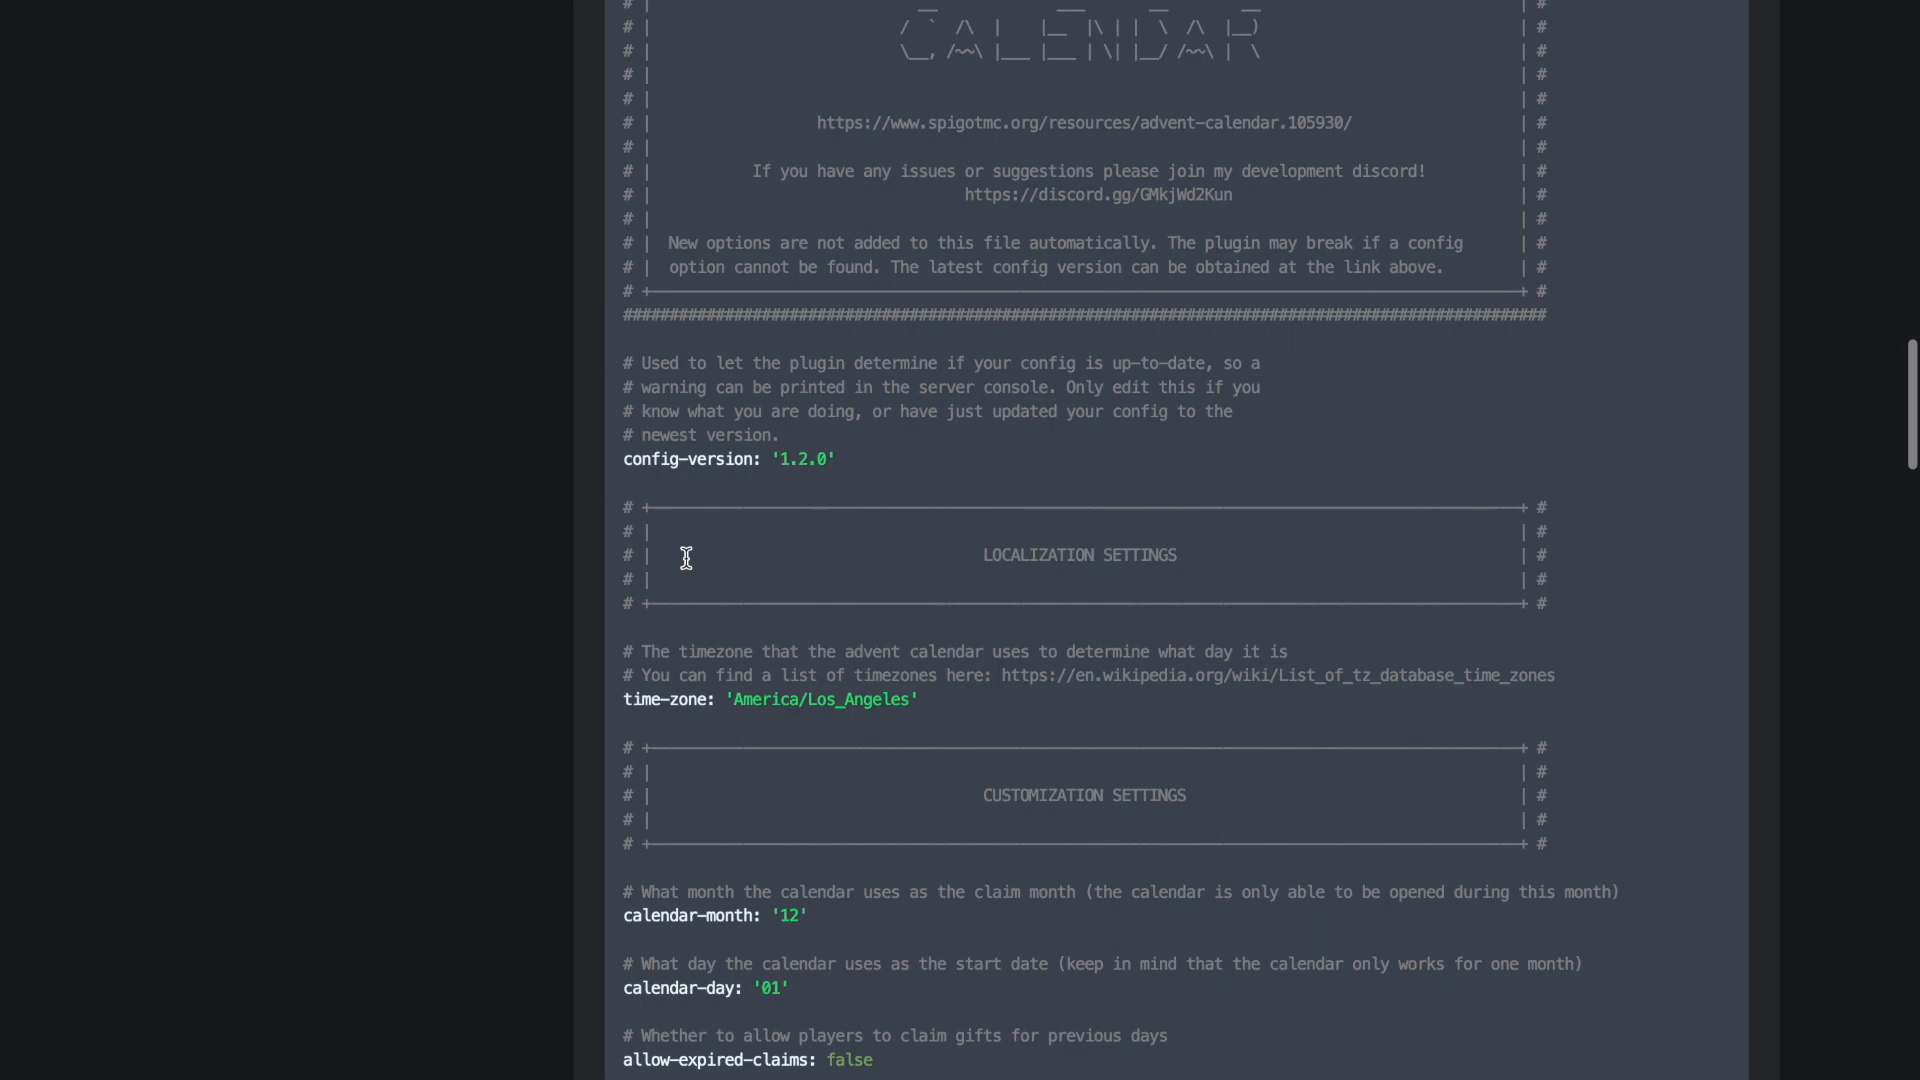 # |                                                                                               | #
# |                           /  ` /\ |    |__ |\ | |  \ /\ |__)                            | #
# |                           \__, /~~\ |___ |___ | \| |__/ /~~\ |  \                            | #
# |                                                                                               | #
# |                                                                                               | #
# | https://www.spigotmc.org/resources/advent-calendar.105930/ | #
# |                                                                                               | #
# | If you have any issues or suggestions please join my development discord! | #
# | https://discord.gg/GMkjWd2Kun | #
# |                                                                                               | #
# | New options are not added to this file automatically. The plugin may break if a config | #
# | option cannot be found. The latest config version can be obtained at the link above. | #
# +----------------------------------------------------------------------------------------------+ #
####################################################################################################
# Used to let the plugin determine if your config is up-to-date, so a
# warning can be printed in the server console. Only edit this if you
# know what you are doing, or have just updated your config to the
# newest version.
config-version: '1.2.0'
# +----------------------------------------------------------------------------------------------+ #
# |                                                                                               | #
# | LOCALIZATION SETTINGS | #
# |                                                                                               | #
# +----------------------------------------------------------------------------------------------+ #
# The timezone that the advent calendar uses to determine what day it is
# You can find a list of timezones here: https://en.wikipedia.org/wiki/List_of_tz_database_time_zones
time-zone: 'America/Los_Angeles'
# +----------------------------------------------------------------------------------------------+ #
# |                                                                                               | #
# | CUSTOMIZATION SETTINGS | #
# |                                                                                               | #
# +----------------------------------------------------------------------------------------------+ #
# What month the calendar uses as the claim month (the calendar is only able to be opened during this month)
calendar-month: '12'
# What day the calendar uses as the start date (keep in mind that the calendar only works for one month)
calendar-day: '01'
# Whether to allow players to claim gifts for previous days
allow-expired-claims: false